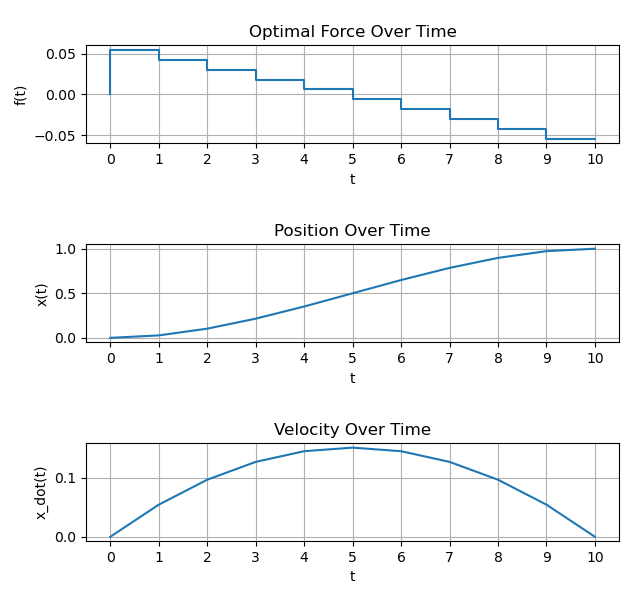 Optimal Force Over Time
f(t)
0.05
0.00
−0.05
0 1 2 3 4 5 6 7 8 9 10
t
Position Over Time
x(t)
1.0
0.5
0.0
0 1 2 3 4 5 6 7 8 9 10
t
Velocity Over Time
x_dot(t)
0.1
0.0
0 1 2 3 4 5 6 7 8 9 10
t